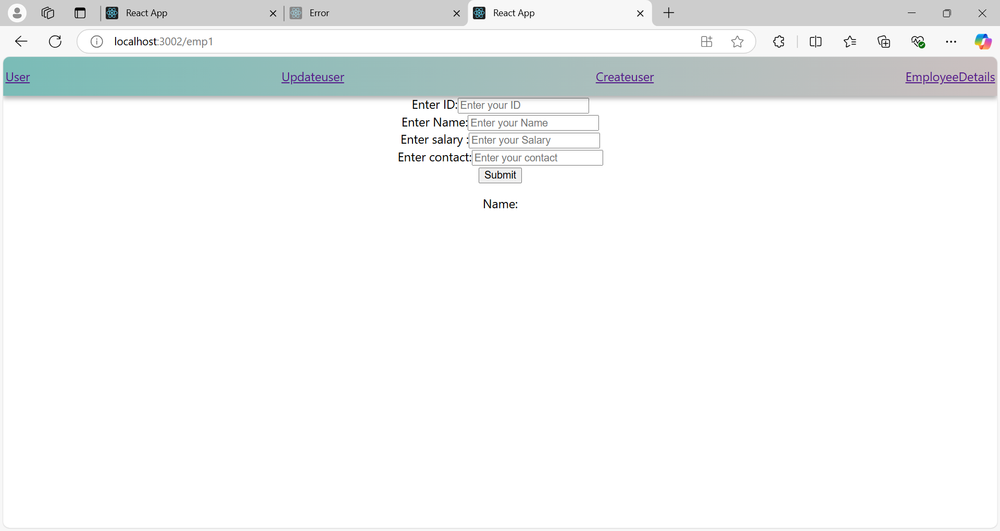 React App
Error
React App
localhost:3002/emp1
User
Updateuser
Createuser
EmployeeDetails
Enter ID:
Enter your ID
Enter Name:
Enter your Name
Enter salary :
Enter your Salary
Enter contact:
Enter your contact
Submit
Name: